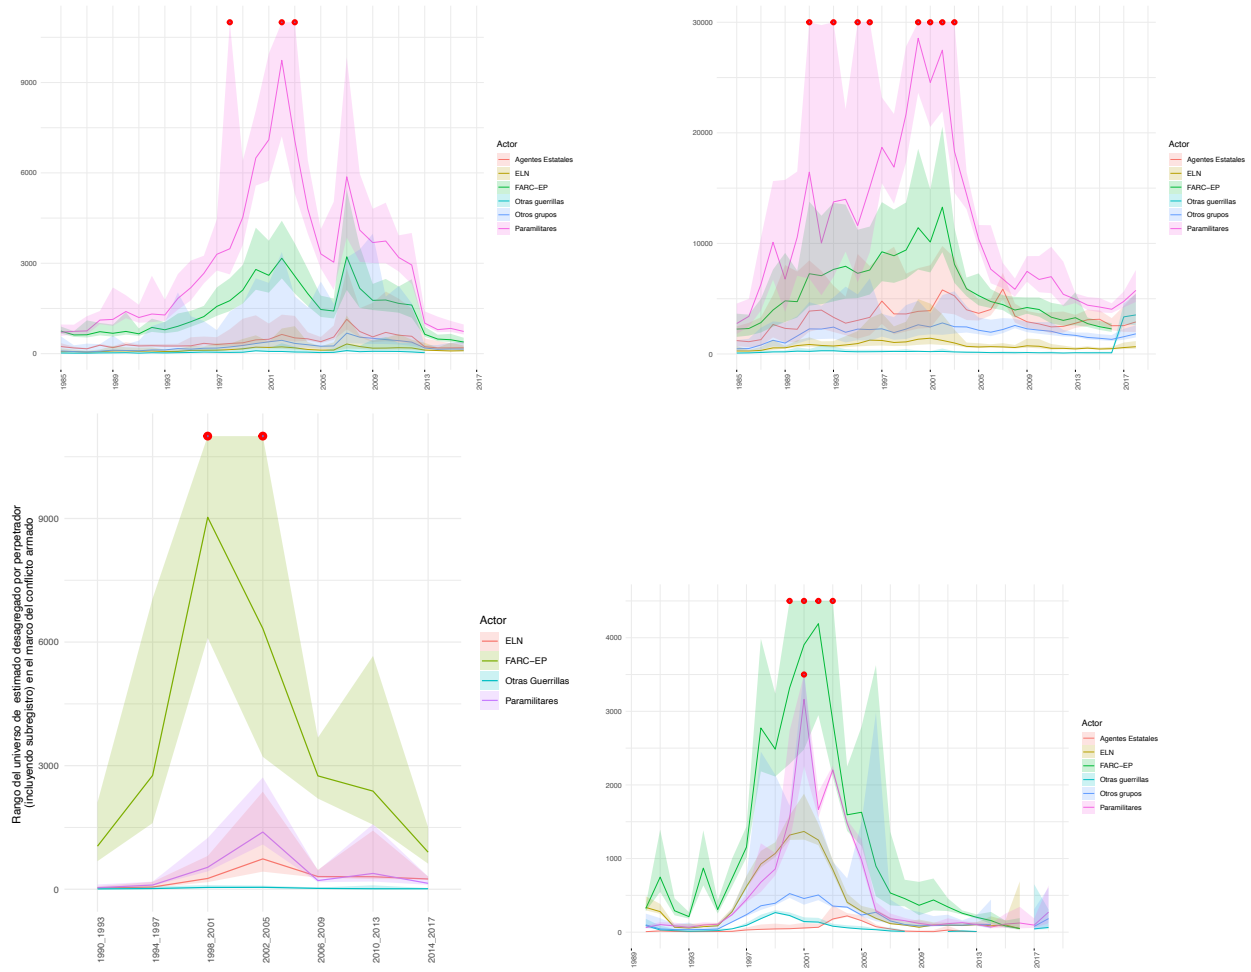 9000
6000
3000
0
1985
1989
1993
1997
2001
2005
2009
2013
2017
Actor
Agentes Estatales
ELN
FARC−EP
Otras guerrillas
Otros grupos
Paramilitares
30000
20000
10000
0
1985
1989
1993
1997
2001
2005
2009
2013
2017
Actor
Agentes Estatales
ELN
FARC−EP
Otras guerrillas
Otros grupos
Paramilitares
Rango del universo de estimado desagregado por perpetrador
(incluyendo subregistro) en el marco del conflicto armado
9000
6000
3000
0
1990_1993
1994_1997
1998_2001
2002_2005
2006_2009
2010_2013
2014_2017
Actor
ELN
FARC−EP
Otras Guerrillas
Paramilitares
4000
3000
2000
1000
0
1989
1993
1997
2001
2005
2009
2013
2017
Actor
Agentes Estatales
ELN
FARC−EP
Otras guerrillas
Otros grupos
Paramilitares